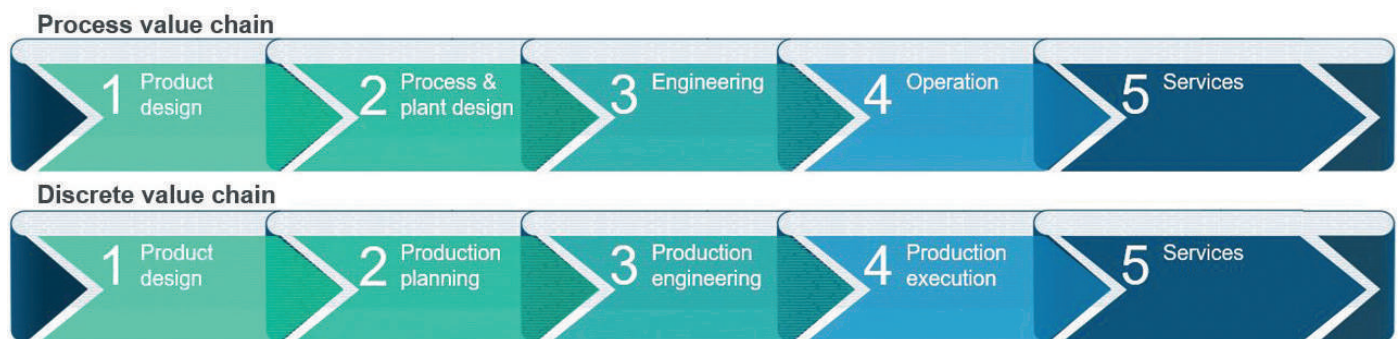 Process value chain
1 Product
design
2 Process &
plant design
3 Engineering
4 Operation
5 Services
Discrete value chain
1 Product
design
2 Production
planning
3 Production
engineering
4 Production
execution
5 Services